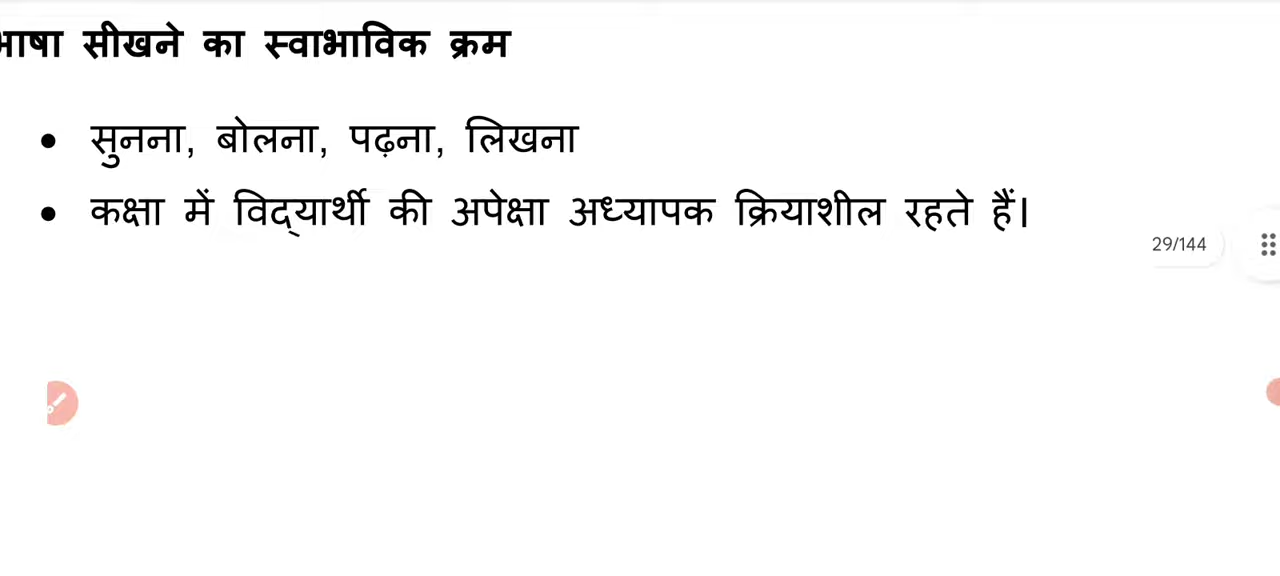 भाषा सीखने का स्वाभाविक क्रम
• सुनना, बोलना, पढ़ना, लिखना
• कक्षा में विद्यार्थी की अपेक्षा अध्यापक क्रियाशील रहते हैं।
29/144